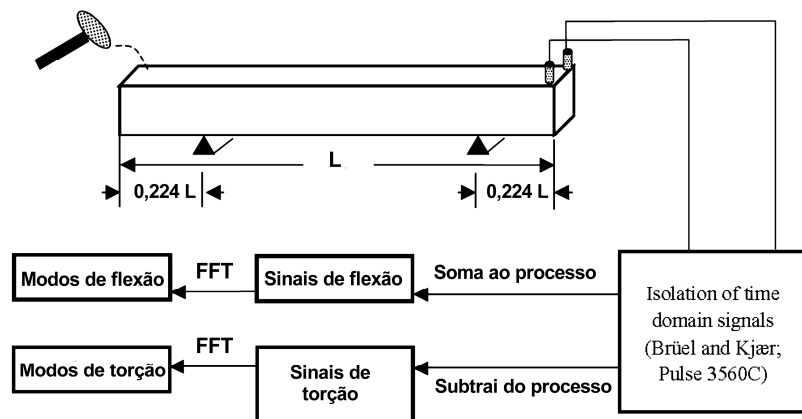 L
0,224 L
0,224 L
Modos de flexão
FFT
Sinais de flexão
Soma ao processo
Isolation of time
domain signals
(Brüel and Kjær;
Pulse 3560C)
Modos de torção
FFT
Sinais de
torção
Subtrai do processo